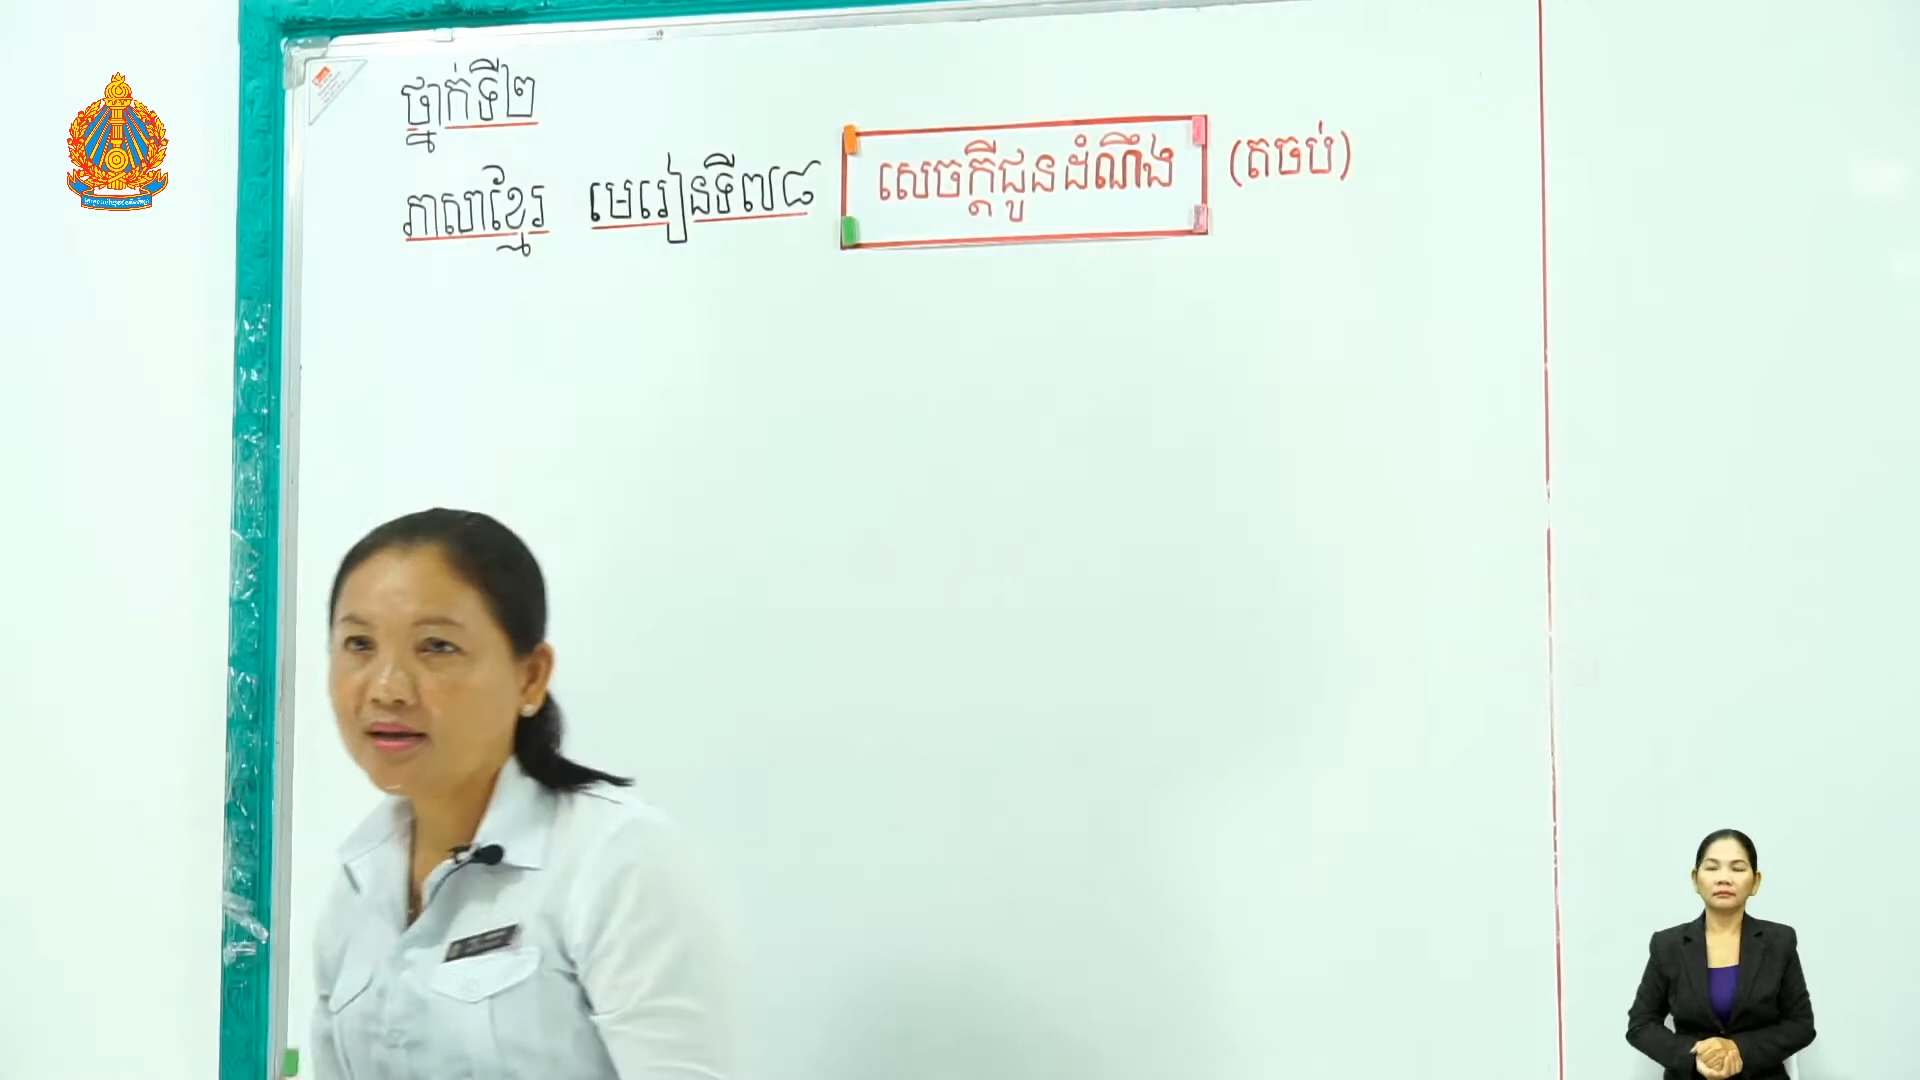 ថ្នាក់ទី២
ភាសាខ្មែរ មេរៀនទី៧៨ សេចក្តីជូនដំណឹង (តចប់)